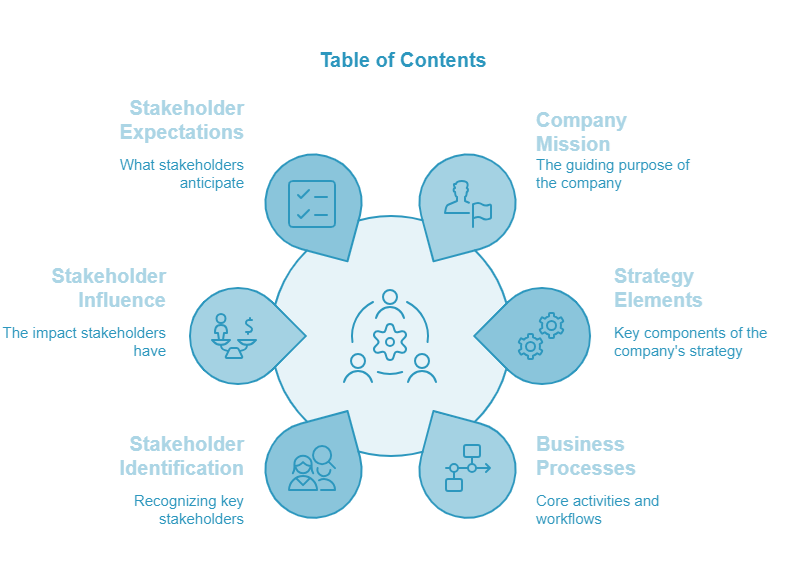 Table of Contents
Stakeholder
Expectations
What stakeholders
anticipate
Company
Mission
The guiding purpose of
the company
Stakeholder
Influence
The impact stakeholders
have
$
Strategy
Elements
Key components of the
company's strategy
Stakeholder
Identification
Recognizing key
stakeholders
Business
Processes
Core activities and
workflows